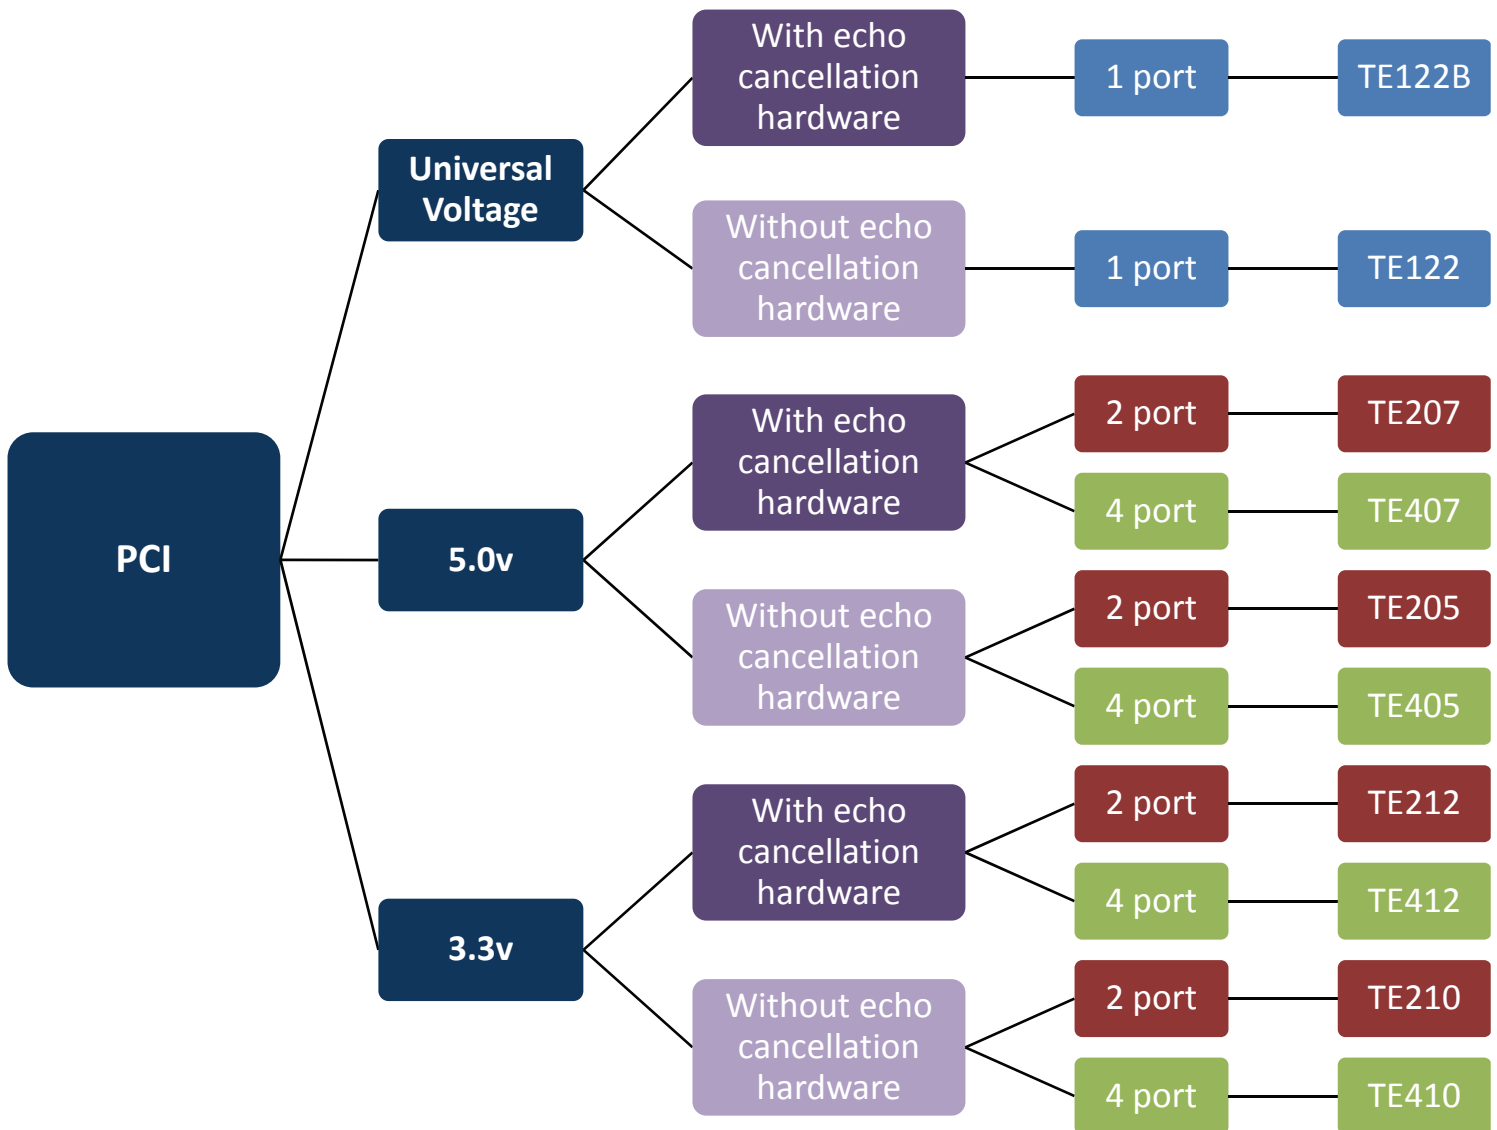 PCI
Universal
Voltage
With echo
cancellation
hardware
1 port
TE122B
Without echo
cancellation
hardware
1 port
TE122
5.0v
With echo
cancellation
hardware
2 port
TE207
4 port
TE407
Without echo
cancellation
hardware
2 port
TE205
4 port
TE405
3.3v
With echo
cancellation
hardware
2 port
TE212
4 port
TE412
Without echo
cancellation
hardware
2 port
TE210
4 port
TE410